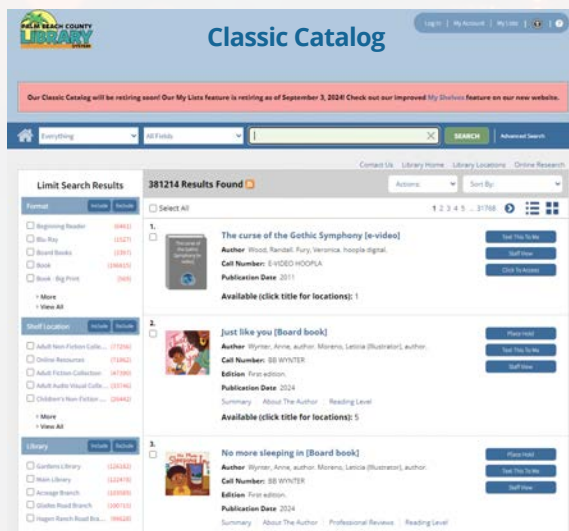 PALM BEACH COUNTY
LIBRARY
SYSTEM
Classic Catalog
Log In | My Account | My Lists
Our Classic Catalog will be retiring soon! Our My Lists feature is retiring as of September 3, 2024! Check out our improved My Shelves feature on our new website.
Everything
All Fields
SEARCH
Advanced Search
Contact Us Library Home Library Locations Online Research
Limit Search Results
381214 Results Found
Actions:
Sort By:
Format
Include Exclude
Select All
1 2 3 4 5 ... 31768
Beginning Reader
Blu Ray
Board Books
Book
Book - Big Print
› More
› View All
1.
The curse of the Gothic Symphony [e-video]
Author Wood, Randall. Fury, Veronica. hoopla digital.
Call Number: E-VIDEO HOOPLA
Publication Date 2011
Available (click title for locations): 1
Text This To Me
Staff View
Click To Access
Shelf Location
Include Exclude
Adult Non-Fiction Colle...
Online Resources
Adult Fiction Collection
Adult Audio Visual Colle...
Children's Non-Fiction ...
› More
› View All
2.
Just like you [Board book]
Author Wynter, Anne, author. Moreno, Leticia (Illustrator), author.
Call Number: BB WYNTER
Edition First edition.
Publication Date 2024
Summary About The Author Reading Level
Available (click title for locations): 5
Place Hold
Text This To Me
Staff View
Library
Include Exclude
Gardens Library
Main Library
Acreage Branch
Glades Road Branch
Hagen Ranch Road Bra...
3.
No more sleeping in [Board book]
Author Wynter, Anne, author. Moreno, Leticia (Illustrator), author.
Call Number: BB WYNTER
Edition First edition.
Publication Date 2024
Summary About The Author Professional Reviews Reading Level
Place Hold
Text This To Me
Staff View